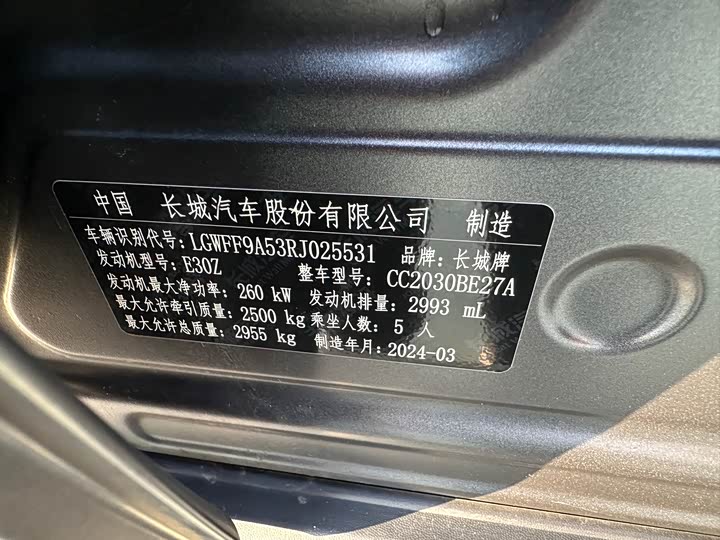 中国 长城汽车股份有限公司 制造
车辆识别代号：LGWFF9A53RJ025531 品牌：长城牌
发动机型号：E30Z 整车型号：CC2030BE27A
发动机最大净功率：260 kW 发动机排量：2993 mL
最大允许牵引质量：2500 kg 乘坐人数：5 人
最大允许总质量：2955 kg 制造年月：2024-03